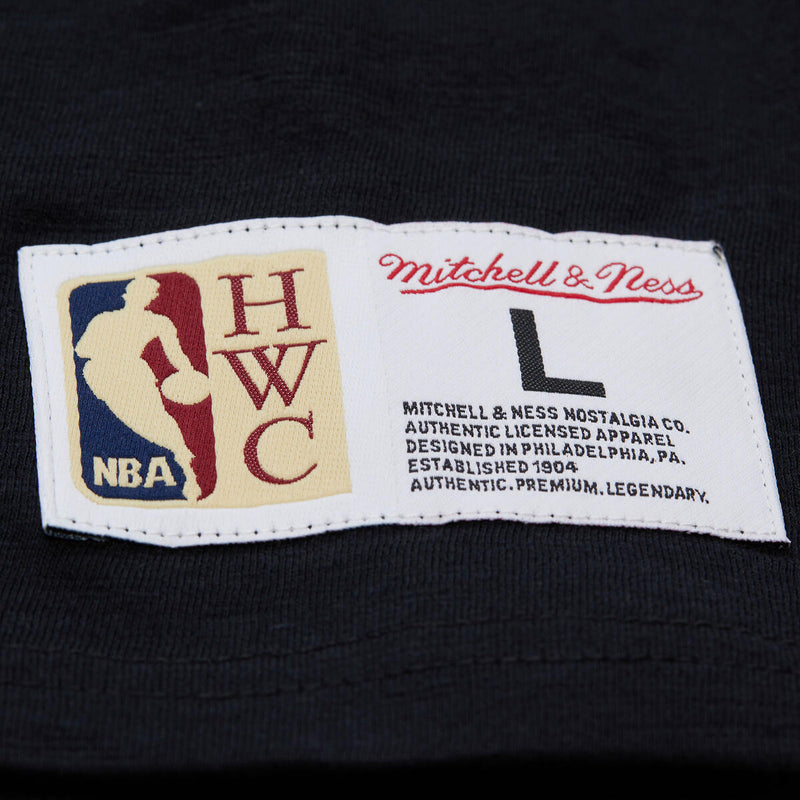 NBA
H
W
C
Mitchell & Ness
L
MITCHELL & NESS NOSTALGIA CO.
AUTHENTIC LICENSED APPAREL
DESIGNED IN PHILADELPHIA, PA.
ESTABLISHED 1904
AUTHENTIC.PREMIUM.LEGENDARY.